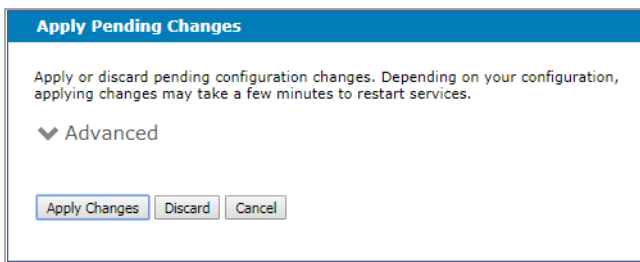 Apply Pending Changes
Apply or discard pending configuration changes. Depending on your configuration,
applying changes may take a few minutes to restart services.
Advanced
Apply Changes Discard Cancel